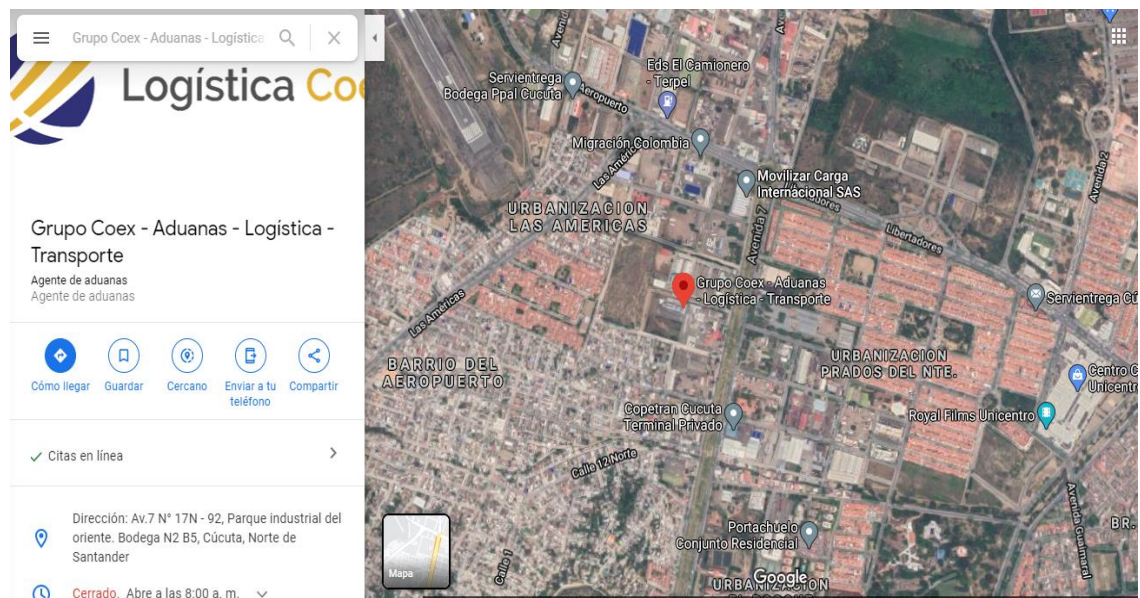 Grupo Coex - Aduanas - Logística
Logística Co
Grupo Coex - Aduanas - Logística -
Transporte
Agente de aduanas
Agente de aduanas
Cómo llegar
Guardar
Cercano
Enviar a tu
teléfono
Compartir
Citas en línea
Dirección: Av.7 N° 17N - 92, Parque industrial del
oriente. Bodega N2 B5, Cúcuta, Norte de
Santander
Cerrado. Abre a las 8:00 a. m.
Avenida
Servientrega
Bodega Ppal Cucuta
Aeropuerto
Eds El Camionero
- Terpel
Migración Colombia
Las Américas
Movilizar Carga
Internacional SAS
Avenida 2
URBANIZACION
LAS AMERICAS
Avenida 7
Libertadores
Grupo Coex - Aduanas
- Logística - Transporte
Servientrega Cú
Las Américas
BARRIO DEL
AEROPUERTO
URBANIZACION
PRADOS DEL NTE.
Centro C
Unicentr
Copetran Cucuta
Terminal Privado
Royal Films Unicentro
Calle 12 Norte
Avenida Guaimaral
BR.
Portachuelo
Conjunto Residencial
Calle 1
Mapa
Google
URBANIZACION